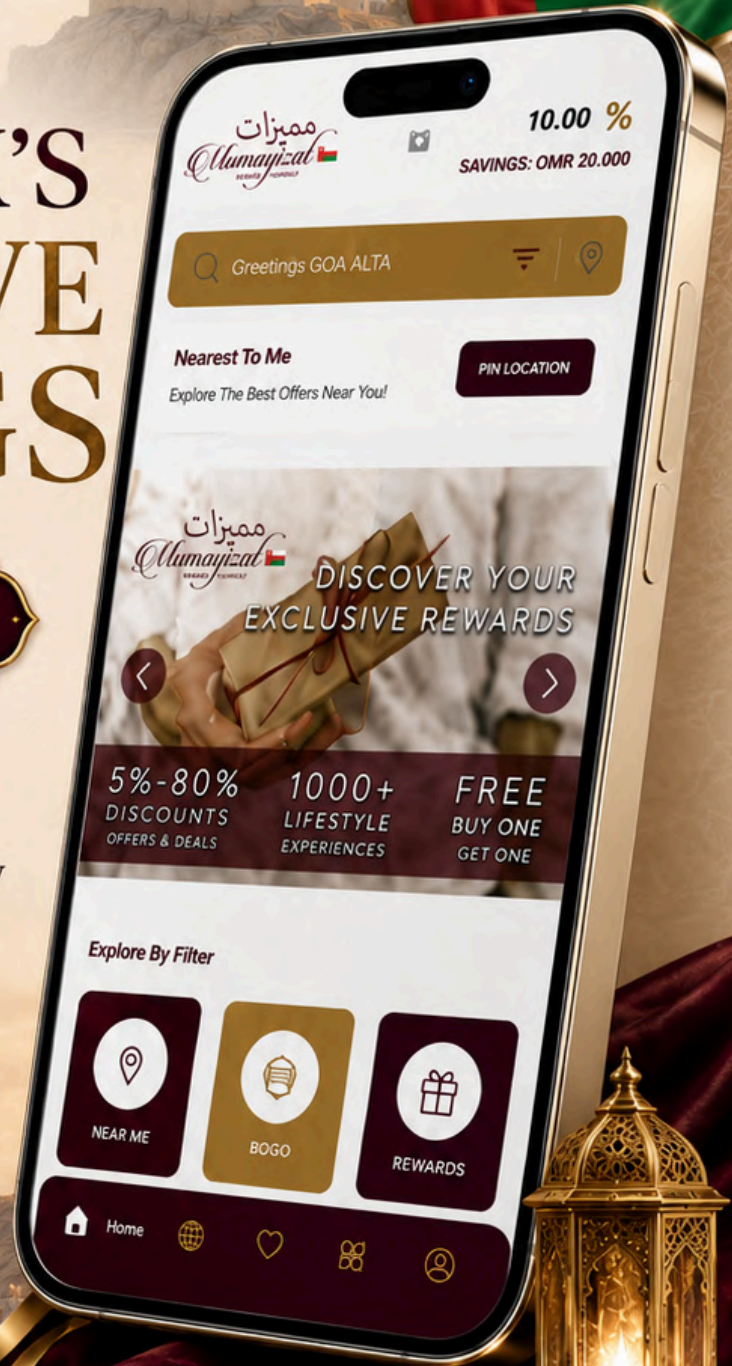 'S
VE
GS
مميزات
Mumayizat
10.00 %
SAVINGS: OMR 20.000
Greetings GOA ALTA
Nearest To Me
Explore The Best Offers Near You!
PIN LOCATION
مميزات
Mumayizat
DISCOVER YOUR
EXCLUSIVE REWARDS
5%-80%
DISCOUNTS
OFFERS & DEALS
1000+
LIFESTYLE
EXPERIENCES
FREE
BUY ONE
GET ONE
Explore By Filter
NEAR ME
BOGO
REWARDS
Home